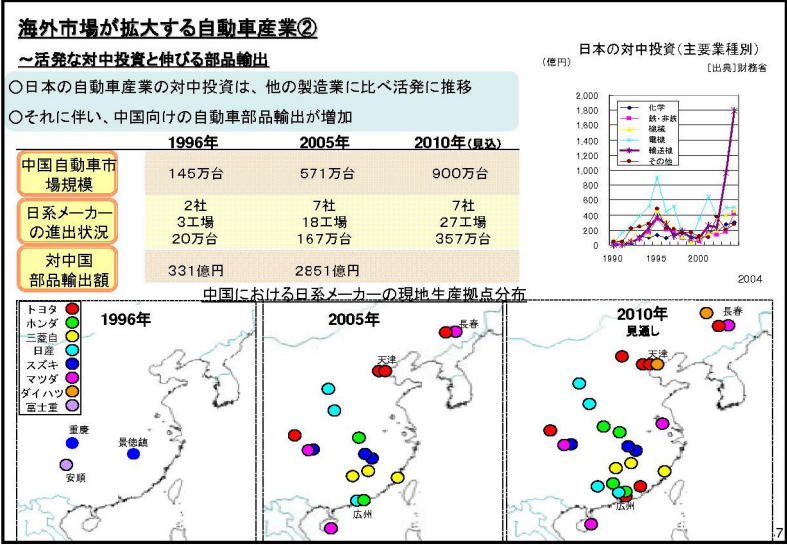 海外市場が拡大する自動車産業②
～活発な対中投資と伸びる部品輸出
○日本の自動車産業の対中投資は、他の製造業に比べ活発に推移
○それに伴い、中国向けの自動車部品輸出が増加
日本の対中投資(主要業種別)
(億円)
[出典]財務省
2,000
1,800
1,600
1,400
1,200
1,000
800
600
400
200
0
化学
鉄・非鉄
機械
電機
輸送機
その他
1990 1995 2000
2004
1996年 2005年 2010年(見込)
中国自動車市場規模 145万台 571万台 900万台
日系メーカーの進出状況
2社 7社 7社
3工場 18工場 27工場
20万台 167万台 357万台
対中国部品輸出額 331億円 2851億円
中国における日系メーカーの現地生産拠点分布
トヨタ
ホンダ
三菱自
日産
スズキ
マツダ
ダイハツ
富士重
1996年
重慶
景徳鎮
安順
2005年
長春
天津
広州
2010年
見通し
長春
天津
広州
7